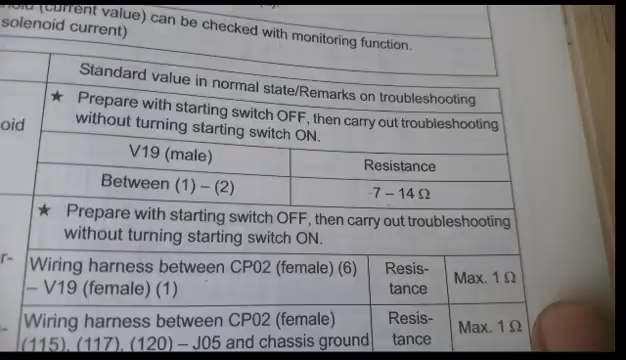 (current value) can be checked with monitoring function.
solenoid current)
Standard value in normal state/Remarks on troubleshooting
★ Prepare with starting switch OFF, then carry out troubleshooting
without turning starting switch ON.
oid
V19 (male)
Resistance
Between (1) – (2)
7 – 14 Ω
★ Prepare with starting switch OFF, then carry out troubleshooting
without turning starting switch ON.
r-
Wiring harness between CP02 (female) (6)
– V19 (female) (1)
Resis-
tance
Max. 1 Ω
Wiring harness between CP02 (female)
(115), (117), (120) – J05 and chassis ground
Resis-
tance
Max. 1 Ω